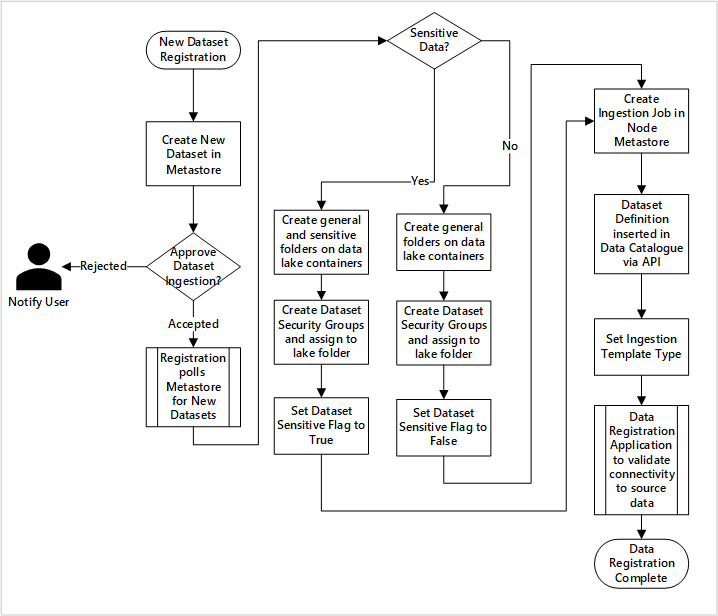 New Dataset
Registration
Create New
Dataset in
Metastore
Approve
Dataset
Ingestion?
Rejected
Notify User
Accepted
Registration
polls
Metastore
for New
Datasets
Sensitive
Data?
Yes
No
Create general
and sensitive
folders on data
lake containers
Create Dataset
Security Groups
and assign to
lake folder
Set Dataset
Sensitive Flag to
True
Create general
folders on data
lake containers
Create Dataset
Security Groups
and assign to
lake folder
Set Dataset
Sensitive Flag to
False
Create
Ingestion Job in
Node
Metastore
Dataset
Definition
inserted in
Data Catalogue
via API
Set Ingestion
Template Type
Data
Registration
Application
to validate
connectivity
to source
data
Data
Registration
Complete